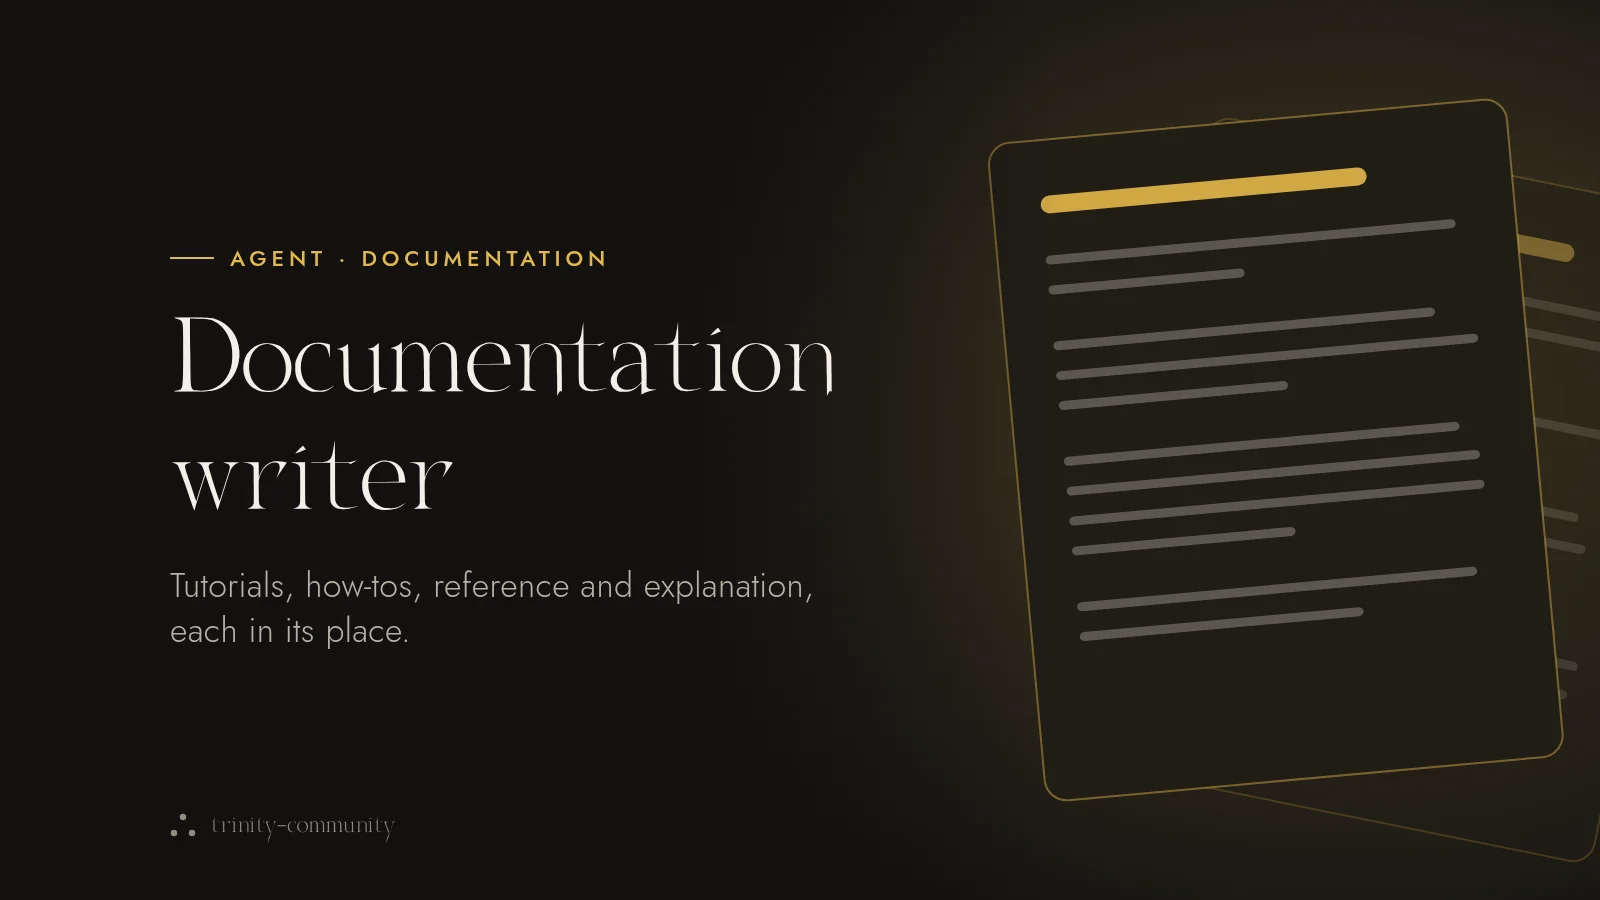 AGENT · DOCUMENTATION
Documentation
writer
Tutorials, how-tos, reference and explanation,
each in its place.
trinity-community